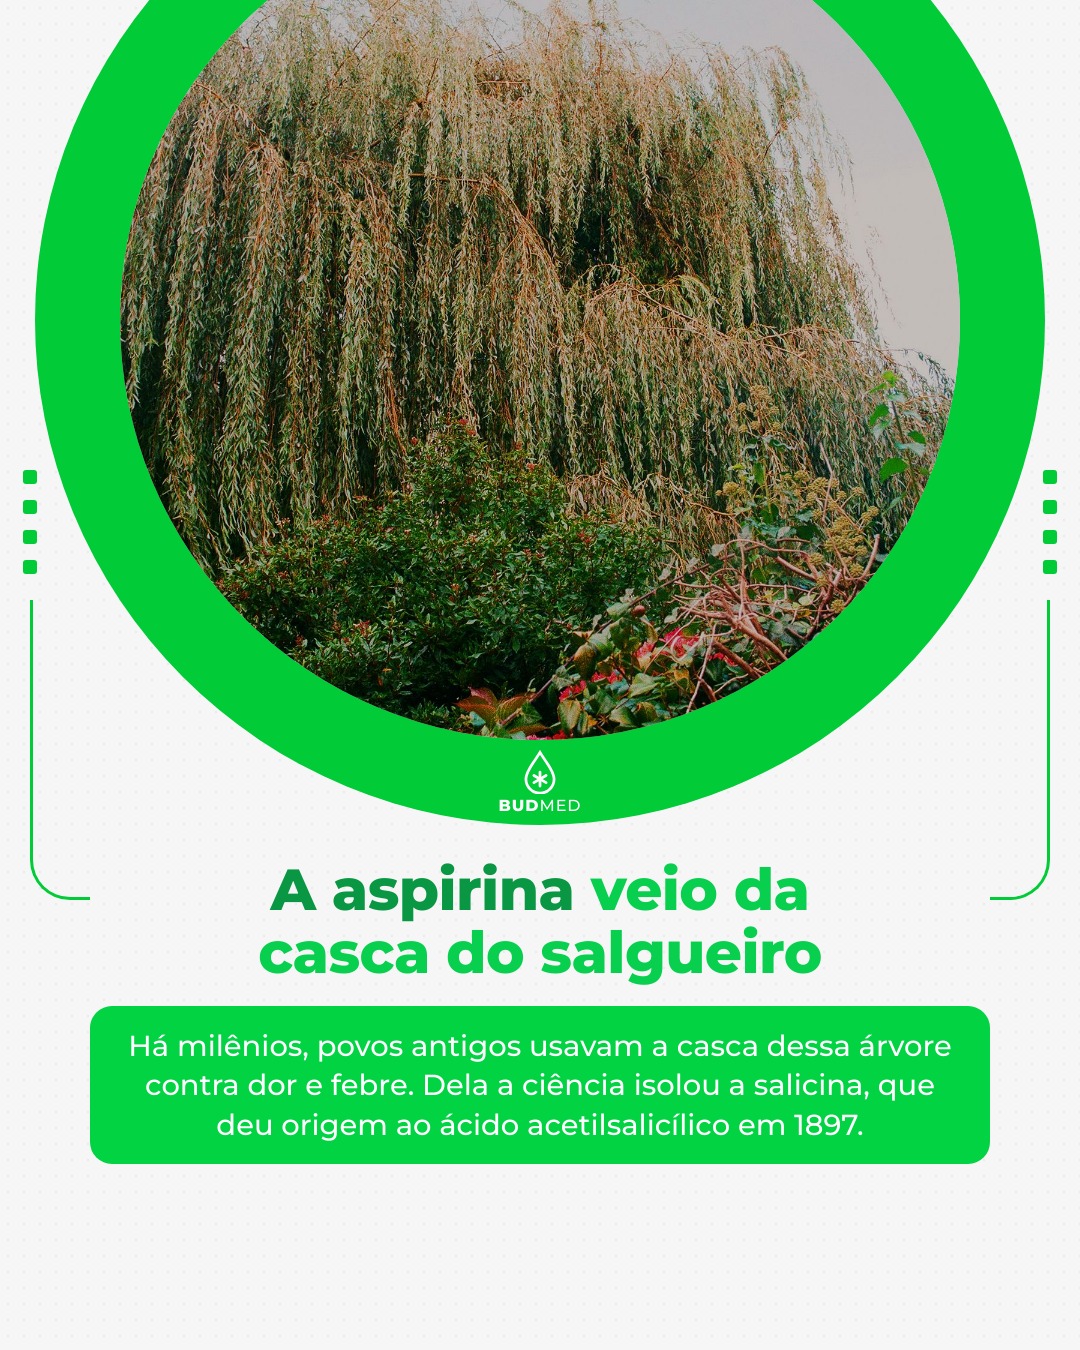 BUDMED
A aspirina veio da
casca do salgueiro
Há milênios, povos antigos usavam a casca dessa árvore
contra dor e febre. Dela a ciência isolou a salicina, que
deu origem ao ácido acetilsalicílico em 1897.